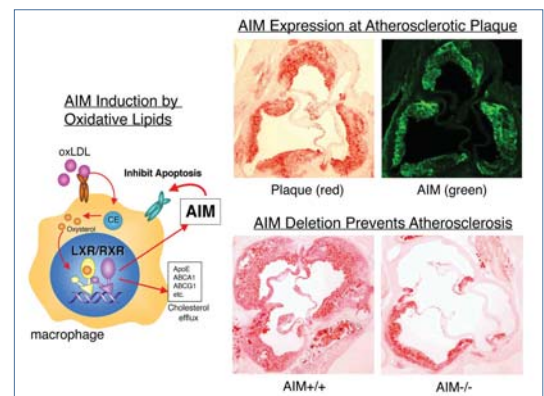 AIM Expression at Atherosclerotic Plaque
Plaque (red)
AIM (green)
AIM Induction by
Oxidative Lipids
oxLDL
Inhibit Apoptosis
AIM
CE
Oxysterol
LXR/RXR
ApoE
ABCA1
ABCG1
etc.
Cholesterol
efflux
macrophage
AIM Deletion Prevents Atherosclerosis
AIM+/+
AIM-/-